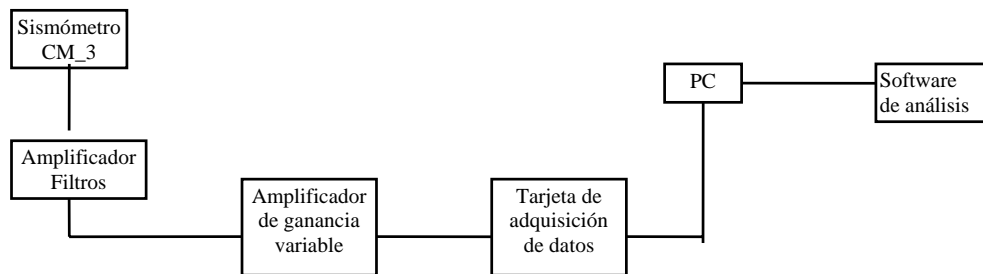 Sismómetro
CM_3
Amplificador
Filtros
Amplificador
de ganancia
variable
Tarjeta de
adquisición
de datos
PC
Software
de análisis